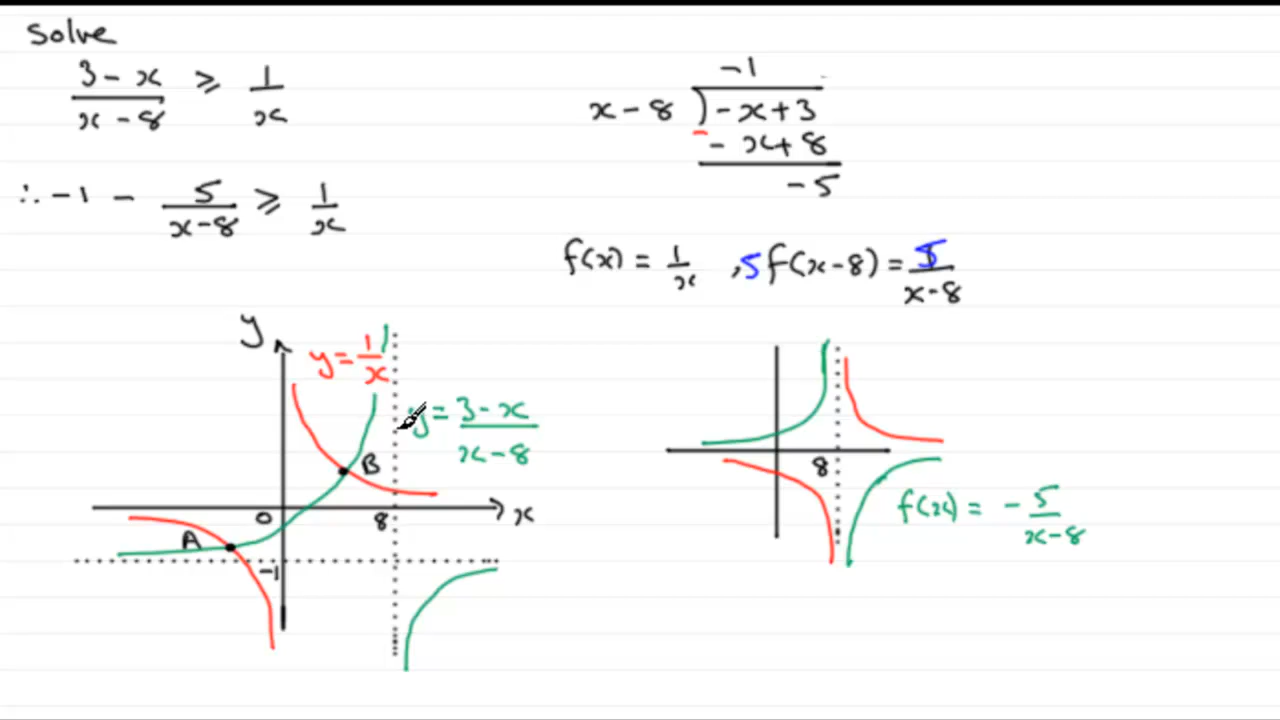 Solve
3 - x / x - 8 ≥ 1 / x
∴ -1 - 5 / x-8 ≥ 1 / x
-1
x - 8 ) -x + 3
- x + 8
-5
f(x) = 1/x , 5f(x-8) = 5 / x-8
y
y = 1/x
y = 3-x / x-8
B
0 8 x
A
-1
8
f(x) = - 5 / x-8